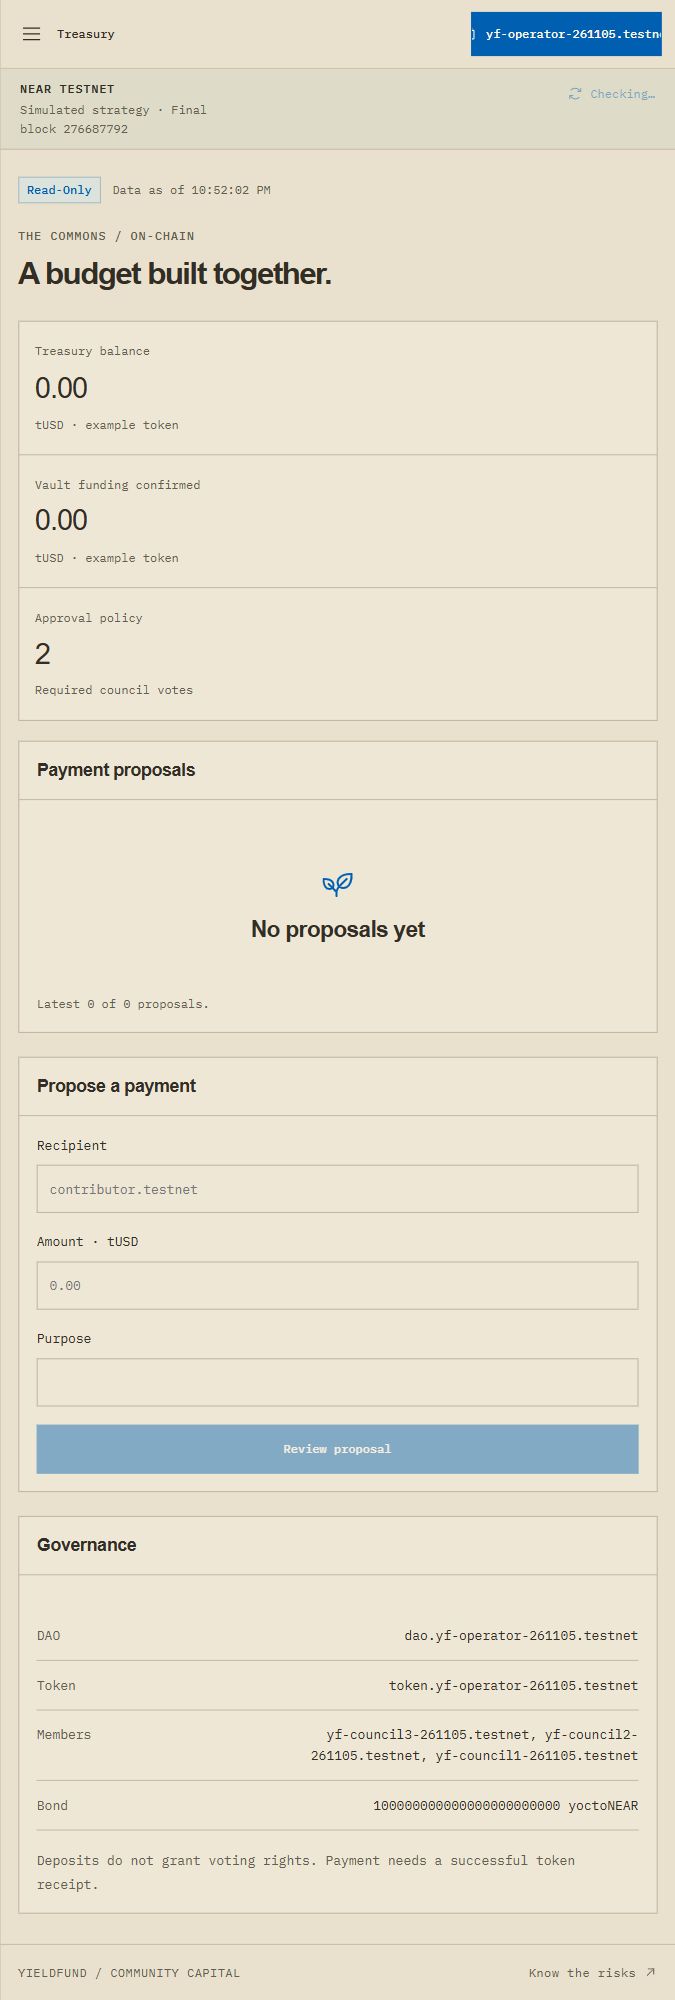 Treasury
yf-operator-261105.testn
NEAR TESTNET
Simulated strategy · Final
block 276687792
Checking…
Read-Only
Data as of 10:52:02 PM
THE COMMONS / ON-CHAIN
A budget built together.
Treasury balance
0.00
tUSD · example token
Vault funding confirmed
0.00
tUSD · example token
Approval policy
2
Required council votes
Payment proposals
No proposals yet
Latest 0 of 0 proposals.
Propose a payment
Recipient
contributor.testnet
Amount · tUSD
0.00
Purpose
Review proposal
Governance
DAO
dao.yf-operator-261105.testnet
Token
token.yf-operator-261105.testnet
Members
yf-council3-261105.testnet, yf-council2-
261105.testnet, yf-council1-261105.testnet
Bond
100000000000000000000000 yoctoNEAR
Deposits do not grant voting rights. Payment needs a successful token
receipt.
YIELDFUND / COMMUNITY CAPITAL
Know the risks ↗